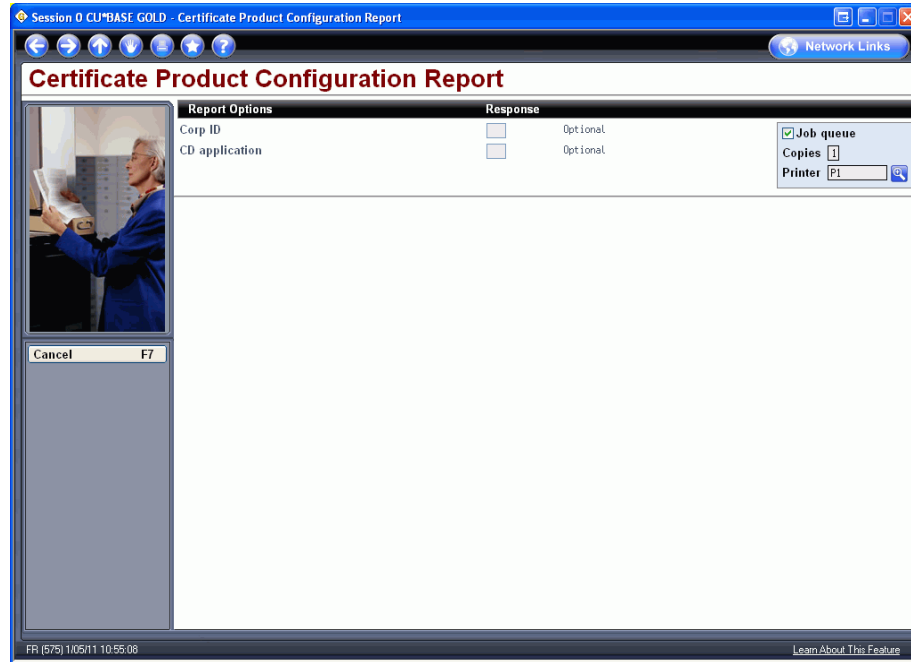 Session 0 CU*BASE GOLD - Certificate Product Configuration Report
Network Links
Certificate Product Configuration Report
Report Options Response
Corp ID Optional
CD application Optional
Job queue
Copies 1
Printer P1
Cancel F7
FR (575) 1/05/11 10:55:08
Learn About This Feature